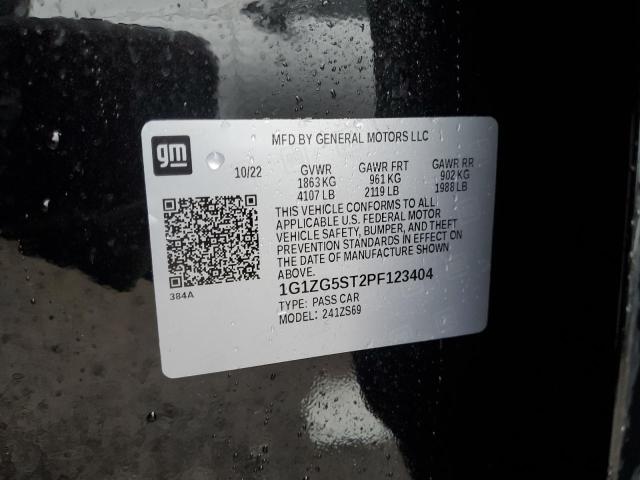 MFD BY GENERAL MOTORS LLC
gm
10/22
GVWR GAWR FRT GAWR RR
1863 KG 961 KG 902 KG
4107 LB 2119 LB 1988 LB
THIS VEHICLE CONFORMS TO ALL
APPLICABLE U.S. FEDERAL MOTOR
VEHICLE SAFETY, BUMPER, AND THEFT
PREVENTION STANDARDS IN EFFECT ON
THE DATE OF MANUFACTURE SHOWN
ABOVE.
384A
1G1ZG5ST2PF123404
TYPE: PASS CAR
MODEL: 241ZS69